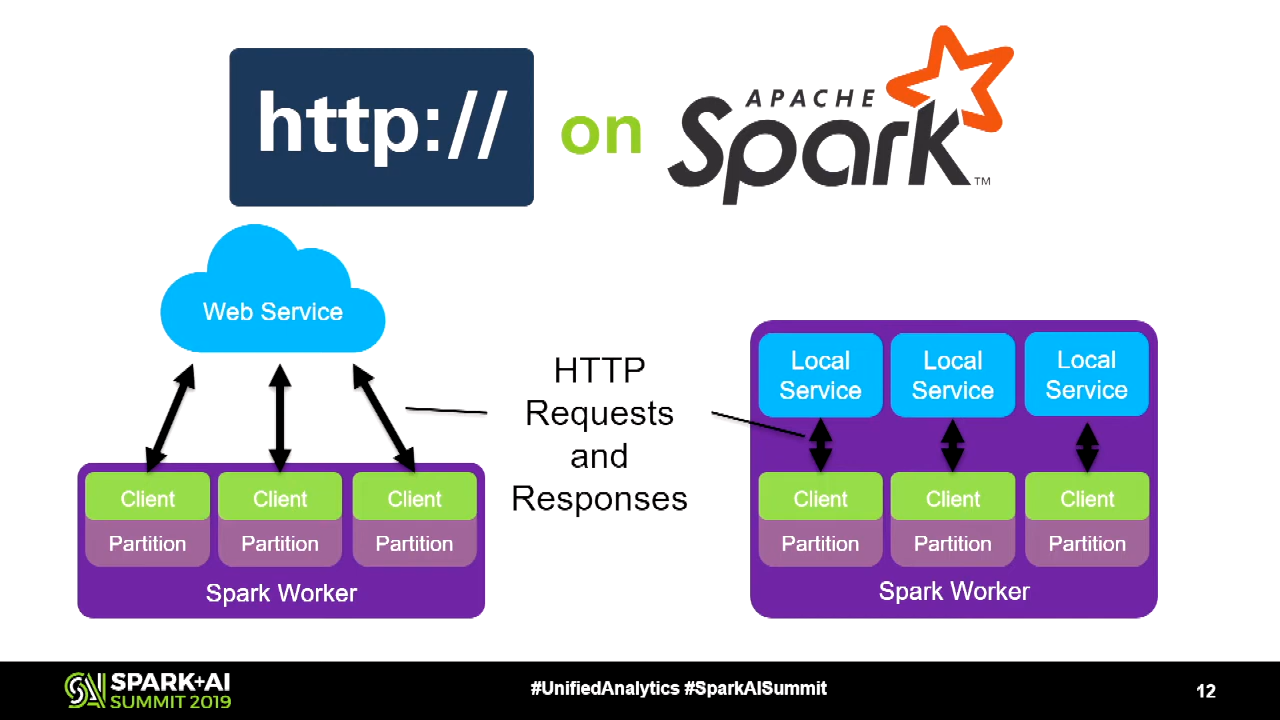 http:// on APACHE Spark™
Web Service
HTTP
Requests
and
Responses
Client
Client
Client
Partition
Partition
Partition
Spark Worker
Local
Service
Local
Service
Local
Service
Client
Client
Client
Partition
Partition
Partition
Spark Worker
SPARK+AI
SUMMIT 2019
#UnifiedAnalytics #SparkAISummit
12